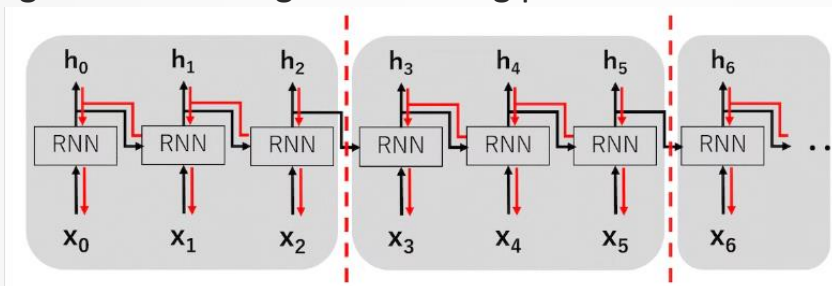 h₀ h₁ h₂ h₃ h₄ h₅ h₆
RNN RNN RNN RNN RNN RNN RNN ..
x₀ x₁ x₂ x₃ x₄ x₅ x₆